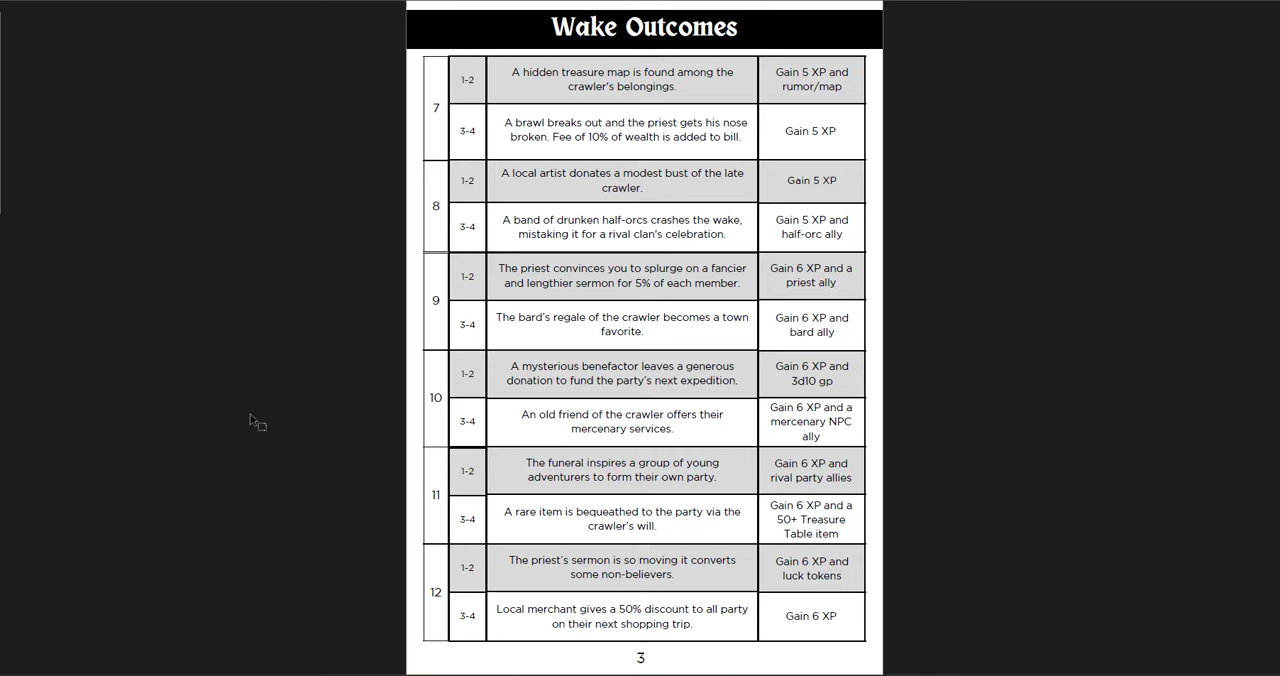 Wake Outcomes
7
1-2
A hidden treasure map is found among the
crawler's belongings.
Gain 5 XP and
rumor/map
3-4
A brawl breaks out and the priest gets his nose
broken. Fee of 10% of wealth is added to bill.
Gain 5 XP
8
1-2
A local artist donates a modest bust of the late
crawler.
Gain 5 XP
3-4
A band of drunken half-orcs crashes the wake,
mistaking it for a rival clan's celebration.
Gain 5 XP and
half-orc ally
9
1-2
The priest convinces you to splurge on a fancier
and lengthier sermon for 5% of each member.
Gain 6 XP and a
priest ally
3-4
The bard's regale of the crawler becomes a town
favorite.
Gain 6 XP and
bard ally
10
1-2
A mysterious benefactor leaves a generous
donation to fund the party's next expedition.
Gain 6 XP and
3d10 gp
3-4
An old friend of the crawler offers their
mercenary services.
Gain 6 XP and a
mercenary NPC
ally
11
1-2
The funeral inspires a group of young
adventurers to form their own party.
Gain 6 XP and
rival party allies
3-4
A rare item is bequeathed to the party via the
crawler's will.
Gain 6 XP and a
50+ Treasure
Table item
12
1-2
The priest's sermon is so moving it converts
some non-believers.
Gain 6 XP and
luck tokens
3-4
Local merchant gives a 50% discount to all party
on their next shopping trip.
Gain 6 XP
3